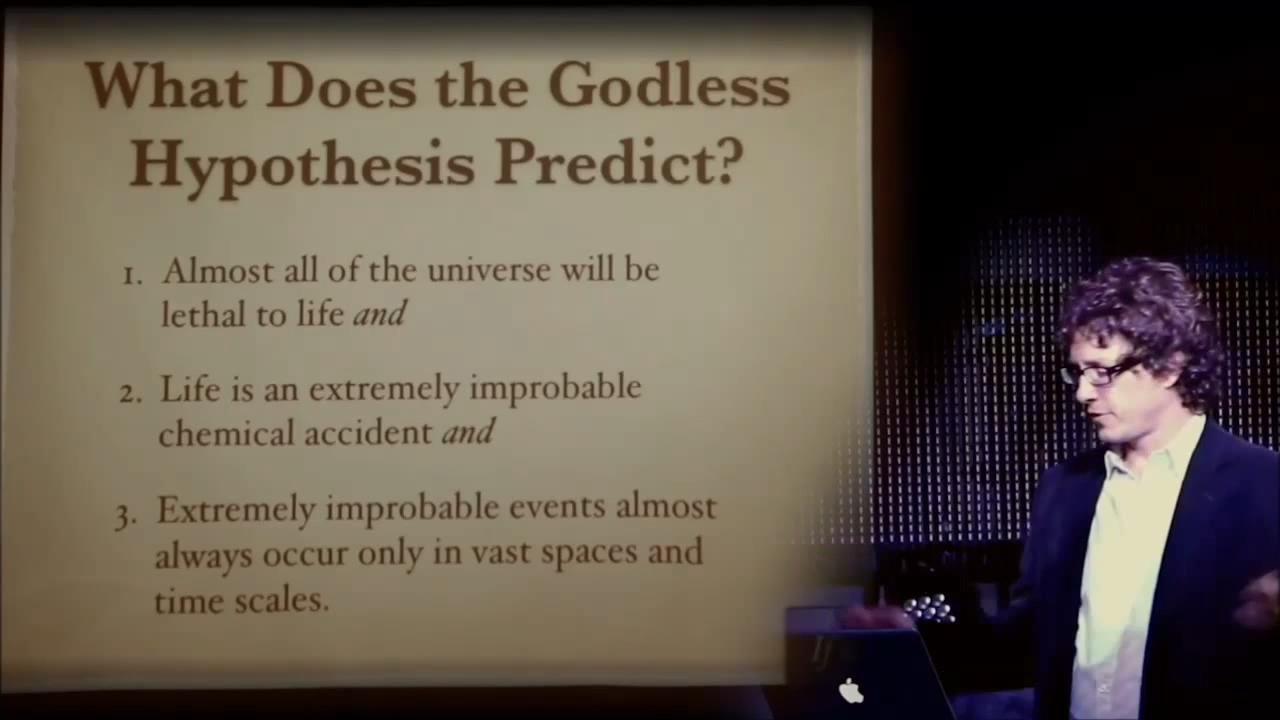 What Does the Godless
Hypothesis Predict?
1. Almost all of the universe will be
lethal to life and
2. Life is an extremely improbable
chemical accident and
3. Extremely improbable events almost
always occur only in vast spaces and
time scales.